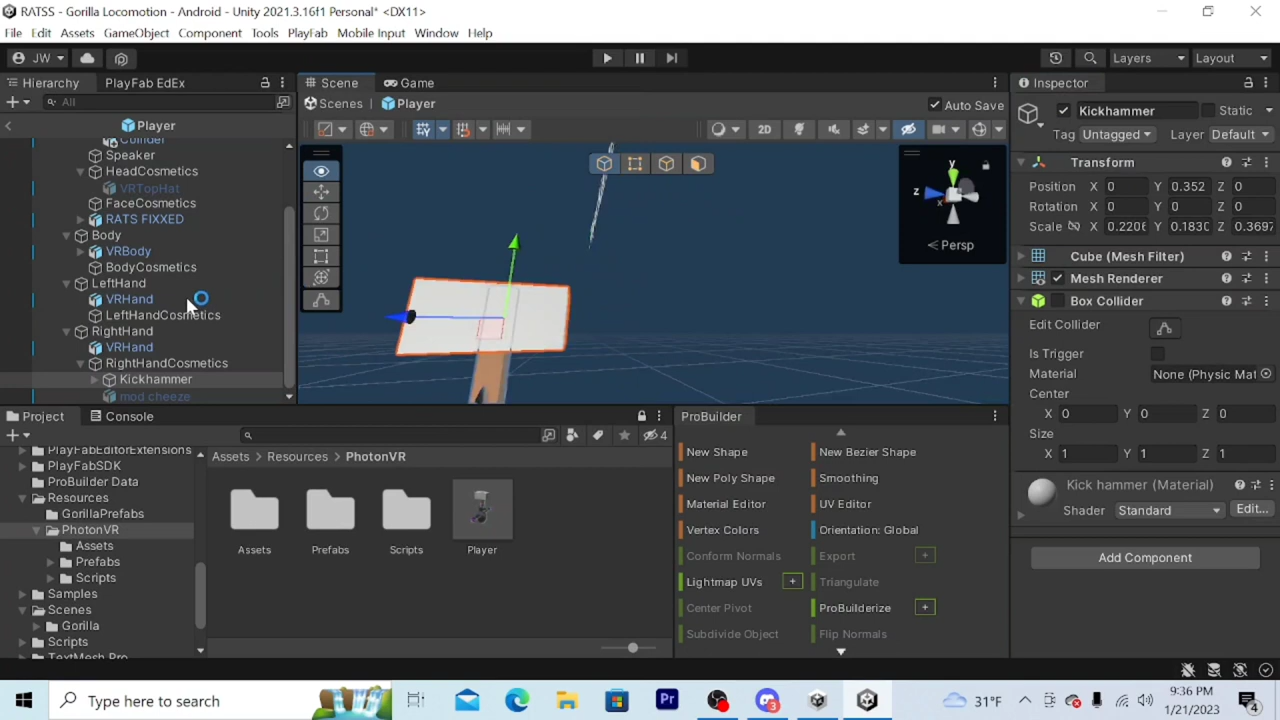 RATSS - Gorilla Locomotion - Android - Unity 2021.3.16f1 Personal* <DX11>
File Edit Assets GameObject Component Tools PlayFab Mobile Input Window Help
JW Layers Layout
Hierarchy PlayFab EdEx Scene Game Inspector
All Scenes Player Auto Save Kickhammer Static
Player 2D Tag Untagged Layer Default
Collider
Speaker
HeadCosmetics
VRTopHat
FaceCosmetics
RATS FIXXED
Body
VRBody
BodyCosmetics
LeftHand
VRHand
LeftHandCosmetics
RightHand
VRHand
RightHandCosmetics
Kickhammer
mod cheeze
y
z
x
< Persp
Transform
Position X 0 Y 0.352 Z 0
Rotation X 0 Y 0 Z 0
Scale X 0.2206 Y 0.1830 Z 0.3697
Cube (Mesh Filter)
Mesh Renderer
Box Collider
Edit Collider
Is Trigger
Material None (Physic Mat
Center
X 0 Y 0 Z 0
Size
X 1 Y 1 Z 1
Kick hammer (Material)
Shader Standard Edit...
Add Component
Project Console
4
PlayFabEditorExtensions
PlayFabSDK
ProBuilder Data
Resources
GorillaPrefabs
PhotonVR
Assets
Prefabs
Scripts
Samples
Scenes
Gorilla
Scripts
TextMesh Pro
Assets > Resources > PhotonVR
Assets Prefabs Scripts Player
ProBuilder
New Shape New Bezier Shape
New Poly Shape Smoothing
Material Editor UV Editor
Vertex Colors Orientation: Global
Conform Normals Export +
Lightmap UVs + Triangulate
Center Pivot ProBuilderize +
Subdivide Object Flip Normals
Type here to search Pr 3 31°F 9:36 PM
1/21/2023 4